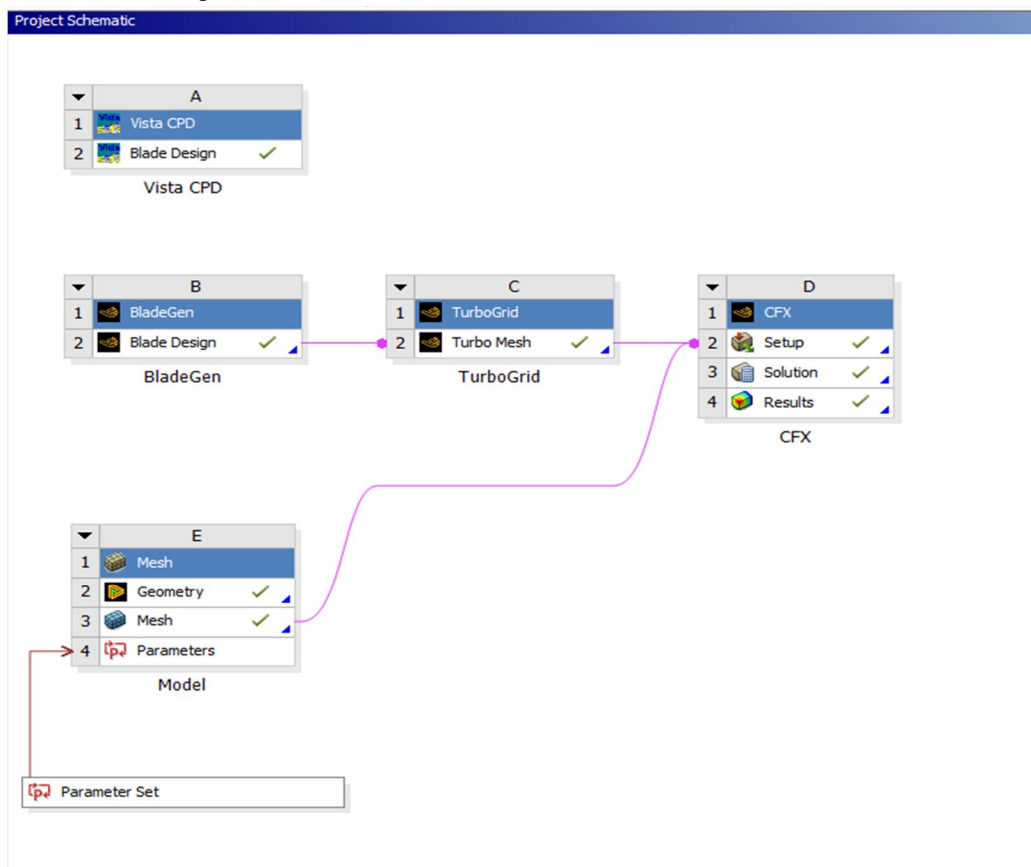 Project Schematic
A
1 Vista CPD
2 Blade Design
Vista CPD
B
1 BladeGen
2 Blade Design
BladeGen
C
1 TurboGrid
2 Turbo Mesh
TurboGrid
D
1 CFX
2 Setup
3 Solution
4 Results
CFX
E
1 Mesh
2 Geometry
3 Mesh
4 Parameters
Model
Parameter Set